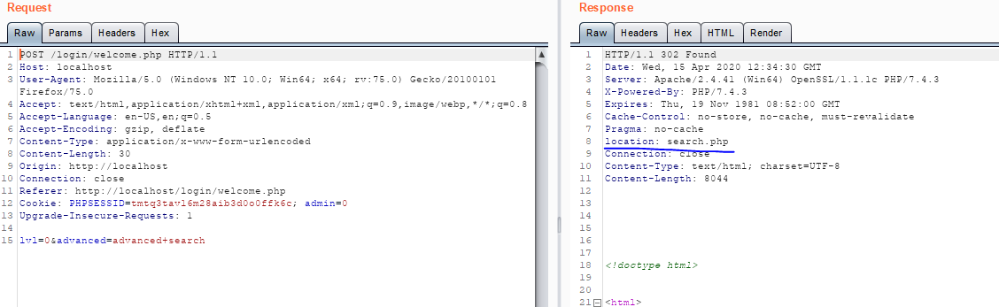 Request
Raw Params Headers Hex
1 POST /login/welcome.php HTTP/1.1
2 Host: localhost
3 User-Agent: Mozilla/5.0 (Windows NT 10.0; Win64; x64; rv:75.0) Gecko/20100101
Firefox/75.0
4 Accept: text/html,application/xhtml+xml,application/xml;q=0.9,image/webp,*/*;q=0.8
5 Accept-Language: en-US,en;q=0.5
6 Accept-Encoding: gzip, deflate
7 Content-Type: application/x-www-form-urlencoded
8 Content-Length: 30
9 Origin: http://localhost
10 Connection: close
11 Referer: http://localhost/login/welcome.php
12 Cookie: PHPSESSID=tmtq3tavl6m28aib3d0o0ffk6c; admin=0
13 Upgrade-Insecure-Requests: 1
14
15 lvl=0&advanced=advanced+search
Response
Raw Headers Hex HTML Render
1 HTTP/1.1 302 Found
2 Date: Wed, 15 Apr 2020 12:34:30 GMT
3 Server: Apache/2.4.41 (Win64) OpenSSL/1.1.1c PHP/7.4.3
4 X-Powered-By: PHP/7.4.3
5 Expires: Thu, 19 Nov 1981 08:52:00 GMT
6 Cache-Control: no-store, no-cache, must-revalidate
7 Pragma: no-cache
8 location: search.php
9 Connection: close
10 Content-Type: text/html; charset=UTF-8
11 Content-Length: 8044
12
13
14
15
16
17
18 <!doctype html>
19
20
21 <html>